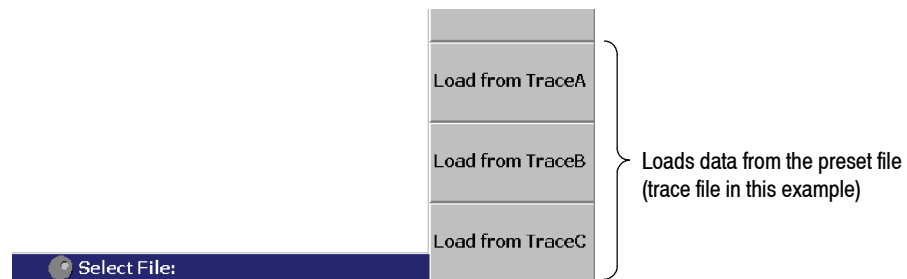 Load from TraceA
Load from TraceB
Loads data from the preset file
(trace file in this example)
Load from TraceC
Select File: